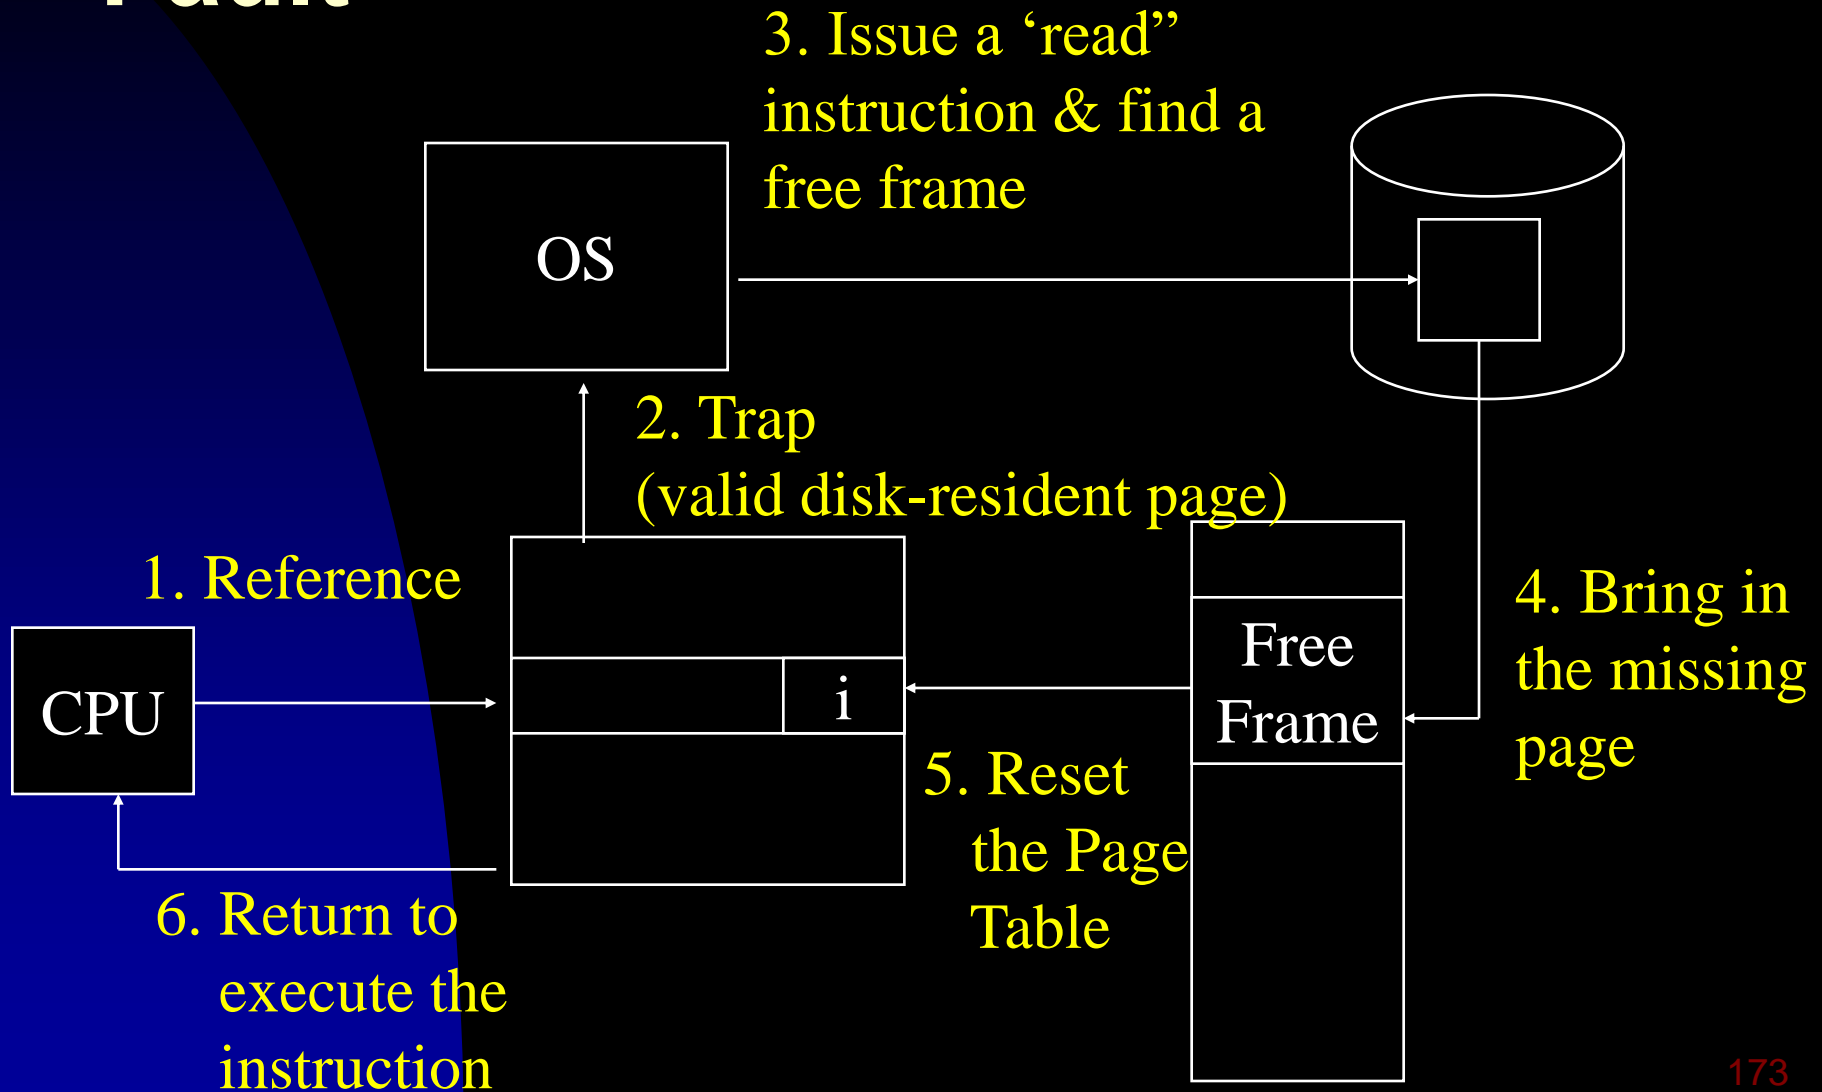 3. Issue a ‘read”
instruction & find a
free frame
OS
2. Trap
(valid disk-resident page)
1. Reference
CPU
i
Free
Frame
4. Bring in
the missing
page
5. Reset
the Page
Table
6. Return to
execute the
instruction
173